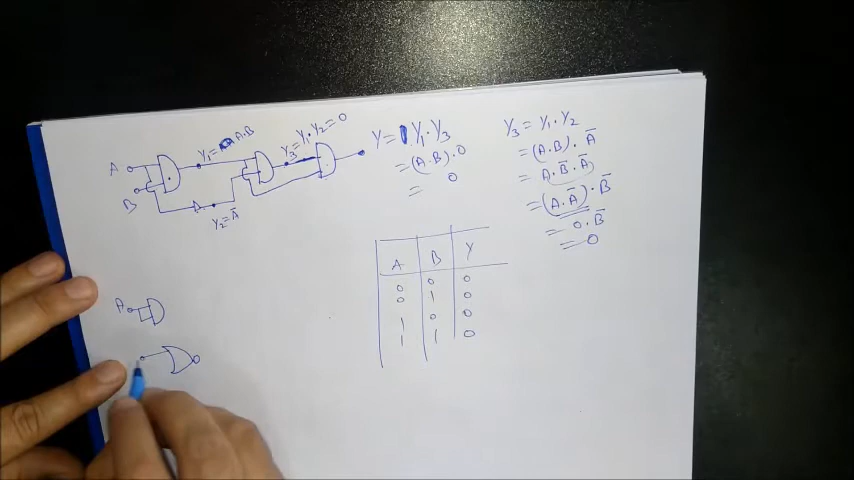 A
B
Y₁ = A.B
Y₂ = Ā
Y₃ = Y₁.Y₂ = 0
Y = Y₁.Y₃
= (A.B).0
= 0
Y₃ = Y₁.Y₂
= (A.B).Ā
= A.B̄.Ā
= (A.Ā).B̄
= 0.B̄
= 0
A B Y
0 0 0
0 1 0
1 0 0
1 1 0
A